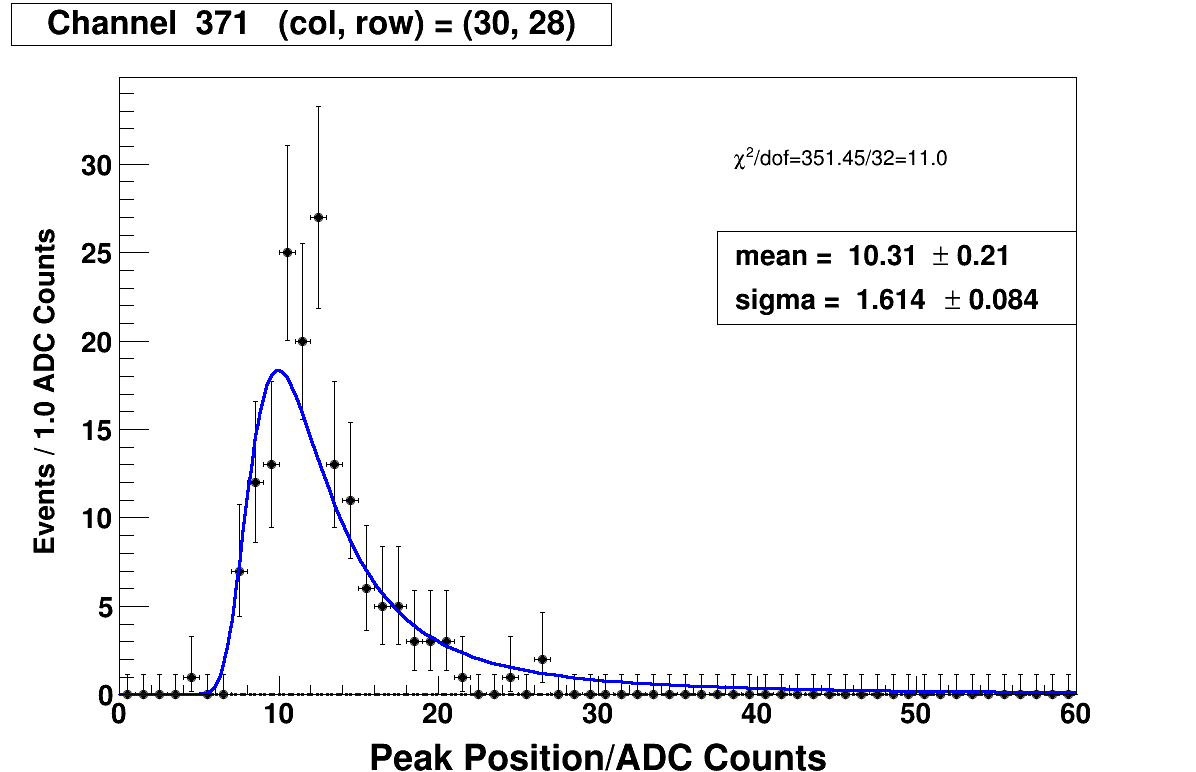 Channel 371 (col, row) = (30, 28)
χ²/dof=351.45/32=11.0
mean = 10.31 ± 0.21
sigma = 1.614 ± 0.084
Events / 1.0 ADC Counts
30
25
20
15
10
5
0
0 10 20 30 40 50 60
Peak Position/ADC Counts